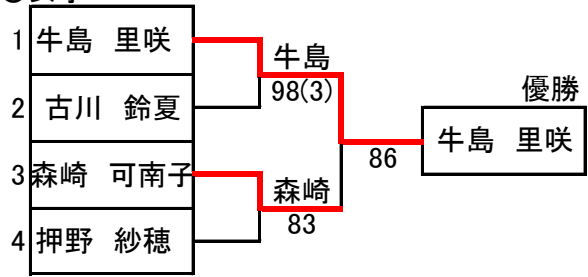 1 牛島 里咲
牛島
98(3)
2 古川 鈴夏
優勝
牛島 里咲
86
3 森崎 可南子
森崎
83
4 押野 紗穂